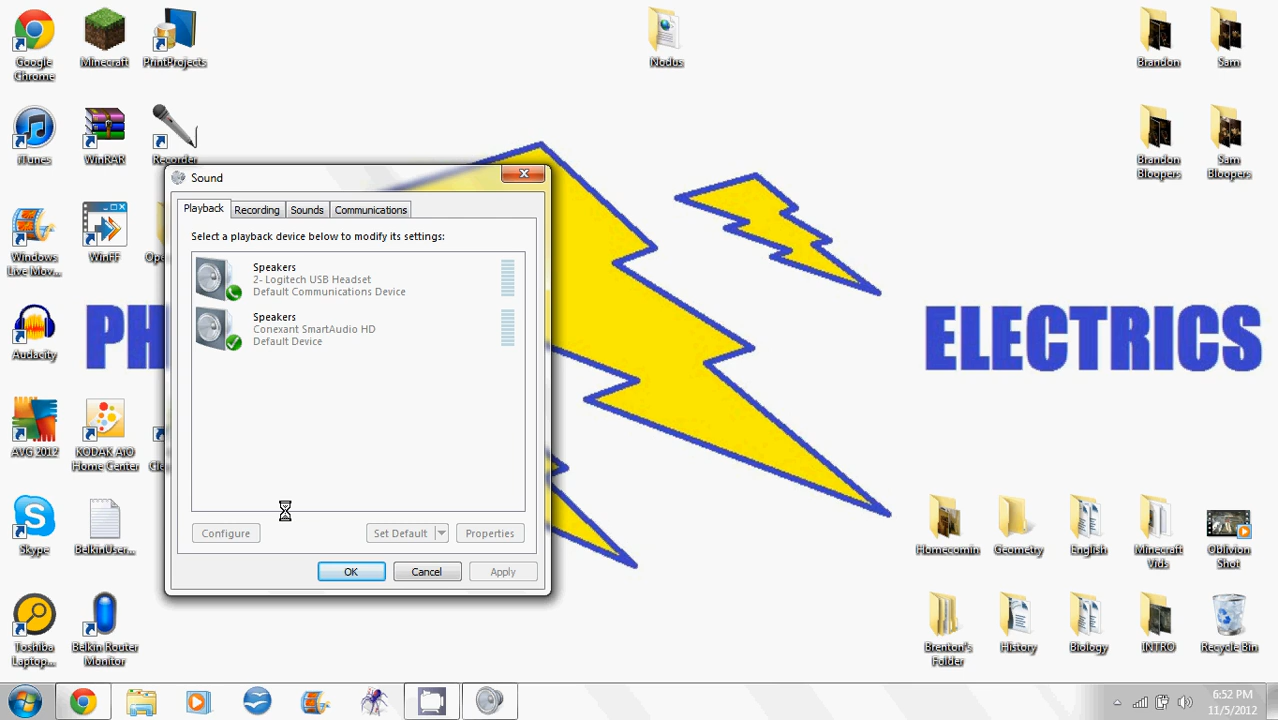 Google
Chrome
Minecraft
PrintProjects
Nodus
Brandon
Sam
iTunes
WinRAR
Recorder
Brandon
Bloopers
Sam
Bloopers
Sound
Playback
Recording
Sounds
Communications
Select a playback device below to modify its settings:
Speakers
2- Logitech USB Headset
Default Communications Device
Speakers
Conexant SmartAudio HD
Default Device
Configure
Set Default
Properties
OK
Cancel
Apply
Windows
Live Mov...
WinFF
Audacity
PH
ELECTRICS
AVG 2012
KODAK AiO
Home Center
Skype
BelkinUser...
Homecomin
Geometry
English
Minecraft
Vids
Oblivion
Shot
Toshiba
Laptop...
Belkin Router
Monitor
Brenton's
Folder
History
Biology
INTRO
Recycle Bin
6:52 PM
11/5/2012